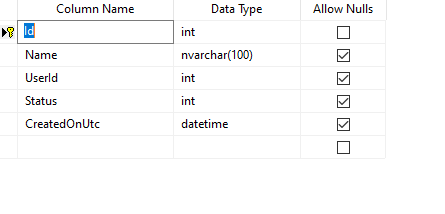 Column Name Data Type Allow Nulls
Id int
Name nvarchar(100)
UserId int
Status int
CreatedOnUtc datetime